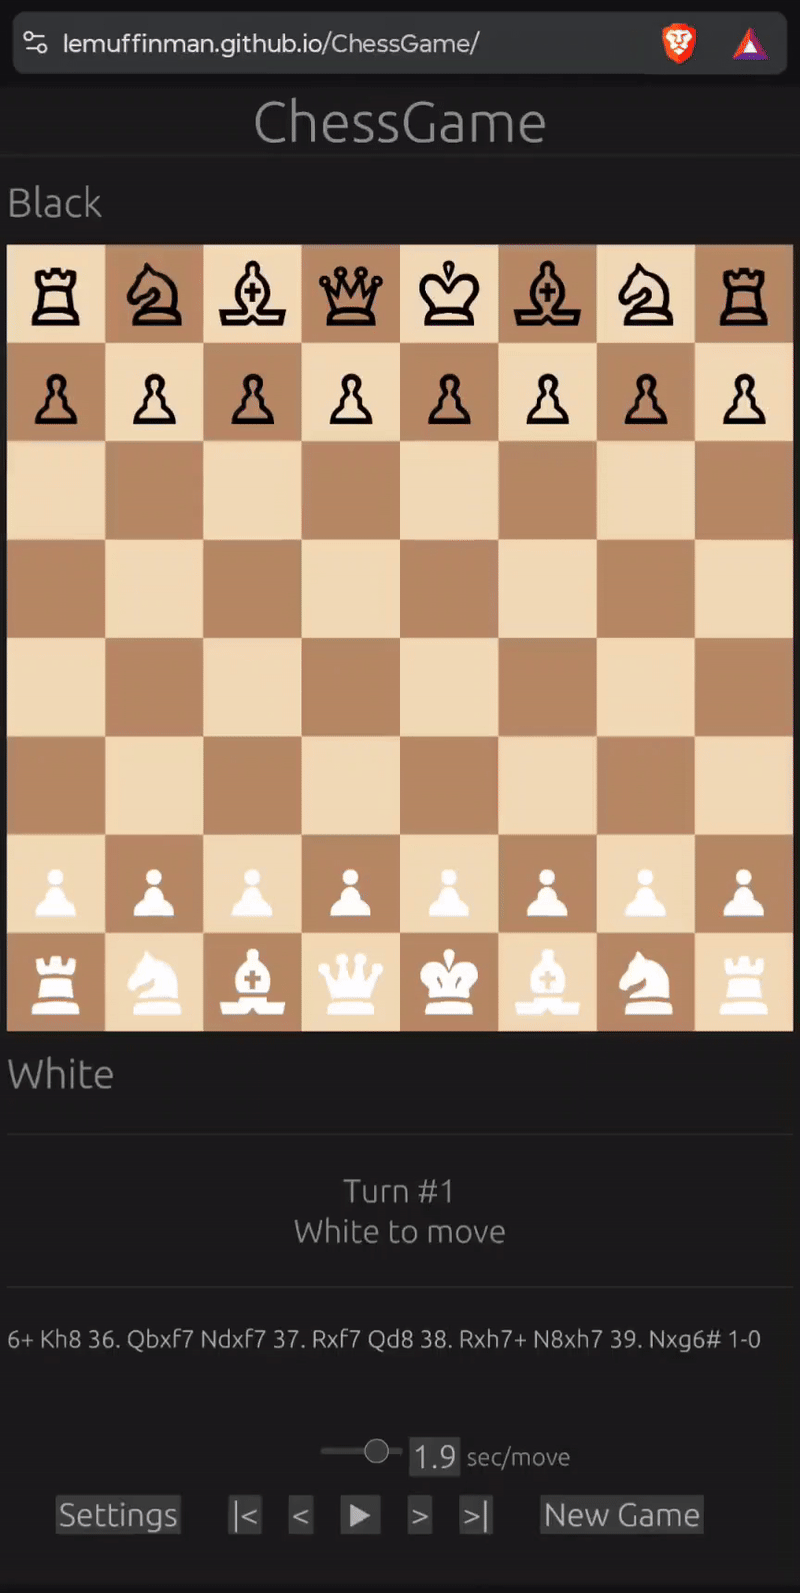 lemuffinman.github.io/ChessGame/
ChessGame
Black
White
Turn #1
White to move
6+ Kh8 36. Qbxf7 Ndxf7 37. Rxf7 Qd8 38. Rxh7+ N8xh7 39. Nxg6# 1-0
1.9 sec/move
Settings |< < ▶ > >| New Game